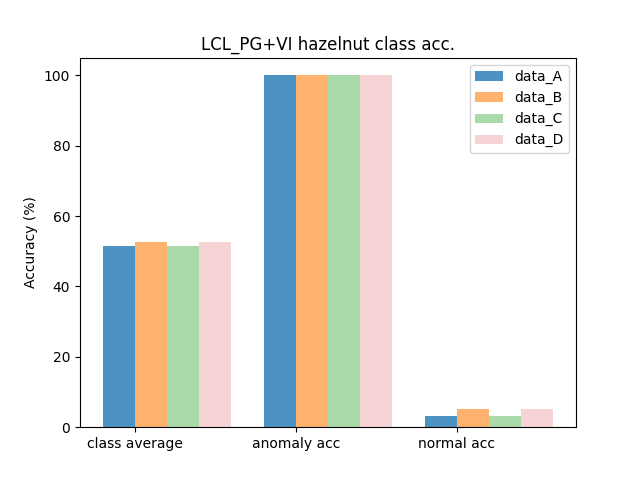 LCL_PG+VI hazelnut class acc.
data_A
data_B
data_C
data_D
Accuracy (%)
100
80
60
40
20
0
class average
anomaly acc
normal acc